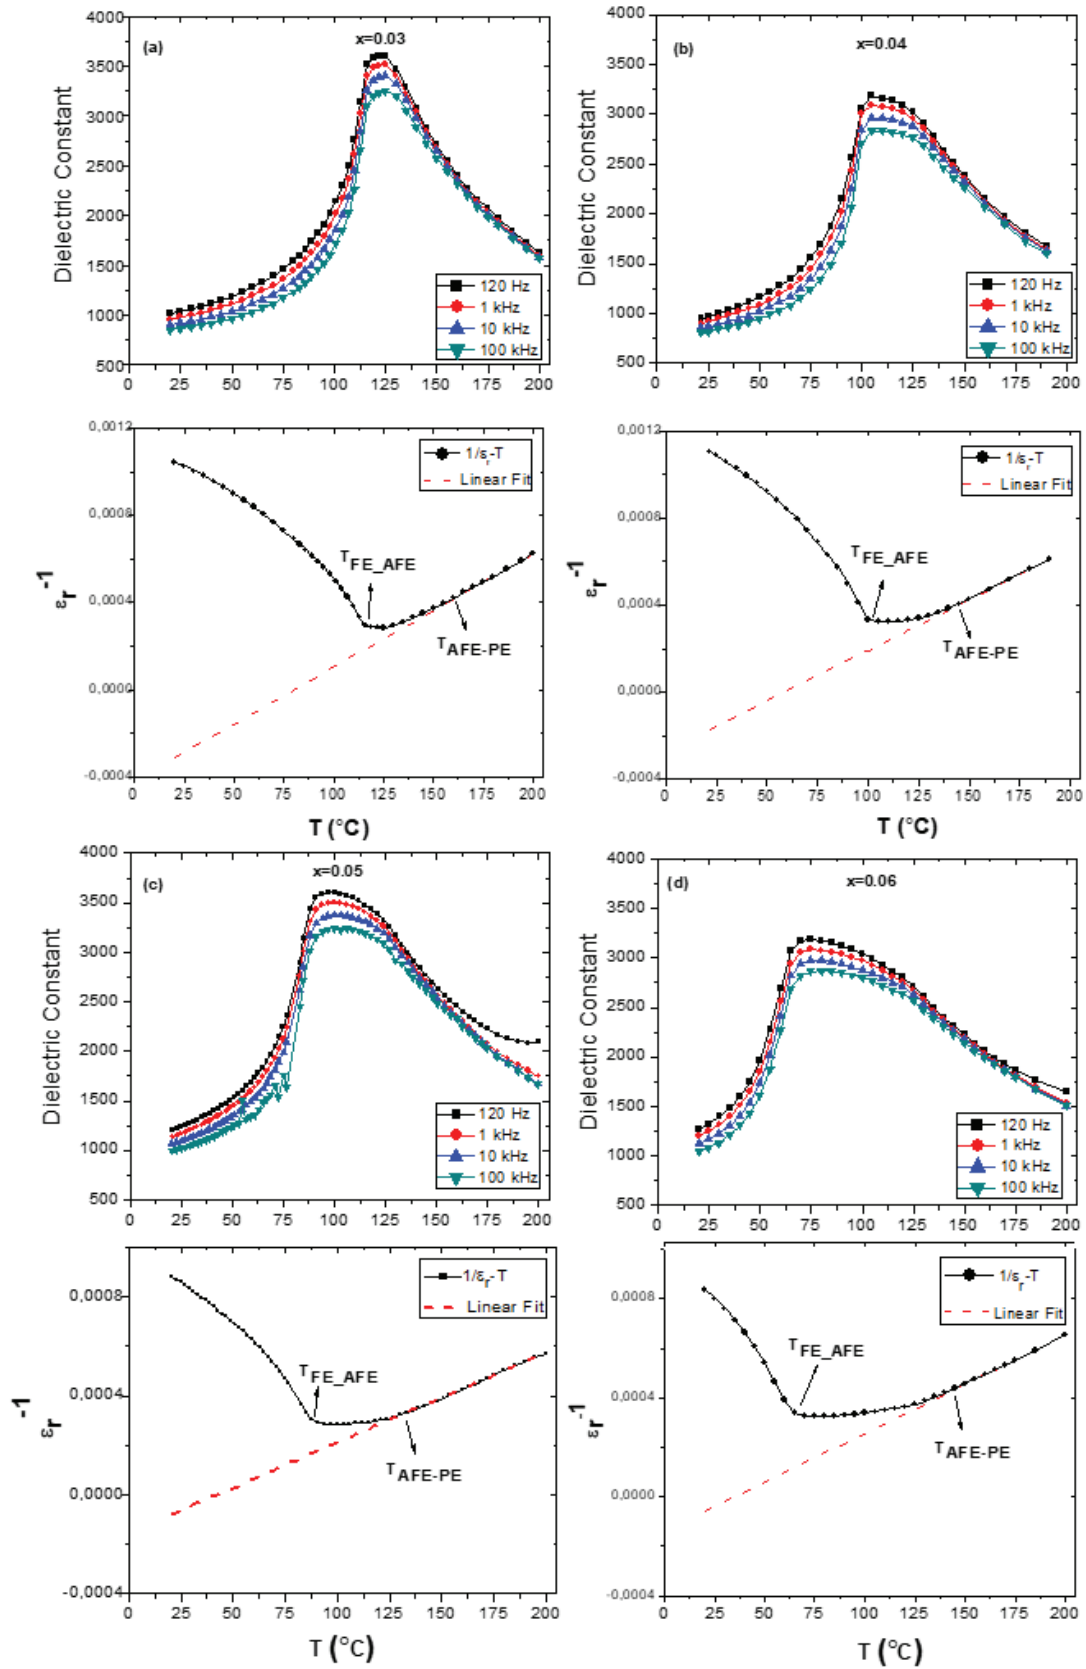 (a)
x=0.03
Dielectric Constant
4000
3500
3000
2500
2000
1500
1000
500
120 Hz
1 kHz
10 kHz
100 kHz
0 25 50 75 100 125 150 175 200
(b)
x=0.04
Dielectric Constant
4000
3500
3000
2500
2000
1500
1000
500
120 Hz
1 kHz
10 kHz
100 kHz
0 25 50 75 100 125 150 175 200
εr-1
0,0012
0,0008
0,0004
0,0000
-0,0004
1/εr-T
Linear Fit
TFE_AFE
TAFE-PE
0 25 50 75 100 125 150 175 200
T (°C)
εr-1
0,0012
0,0008
0,0004
0,0000
-0,0004
1/εr-T
Linear Fit
TFE_AFE
TAFE-PE
0 25 50 75 100 125 150 175 200
T (°C)
(c)
x=0.05
Dielectric Constant
4000
3500
3000
2500
2000
1500
1000
500
120 Hz
1 kHz
10 kHz
100 kHz
0 25 50 75 100 125 150 175 200
(d)
x=0.06
Dielectric Constant
4000
3500
3000
2500
2000
1500
1000
500
120 Hz
1 kHz
10 kHz
100 kHz
0 25 50 75 100 125 150 175 200
εr-1
0,0008
0,0004
0,0000
-0,0004
1/εr-T
Linear Fit
TFE_AFE
TAFE-PE
0 25 50 75 100 125 150 175 200
T (°C)
εr-1
0,0008
0,0004
0,0000
-0,0004
1/εr-T
Linear Fit
TFE_AFE
TAFE-PE
0 25 50 75 100 125 150 175 200
T (°C)